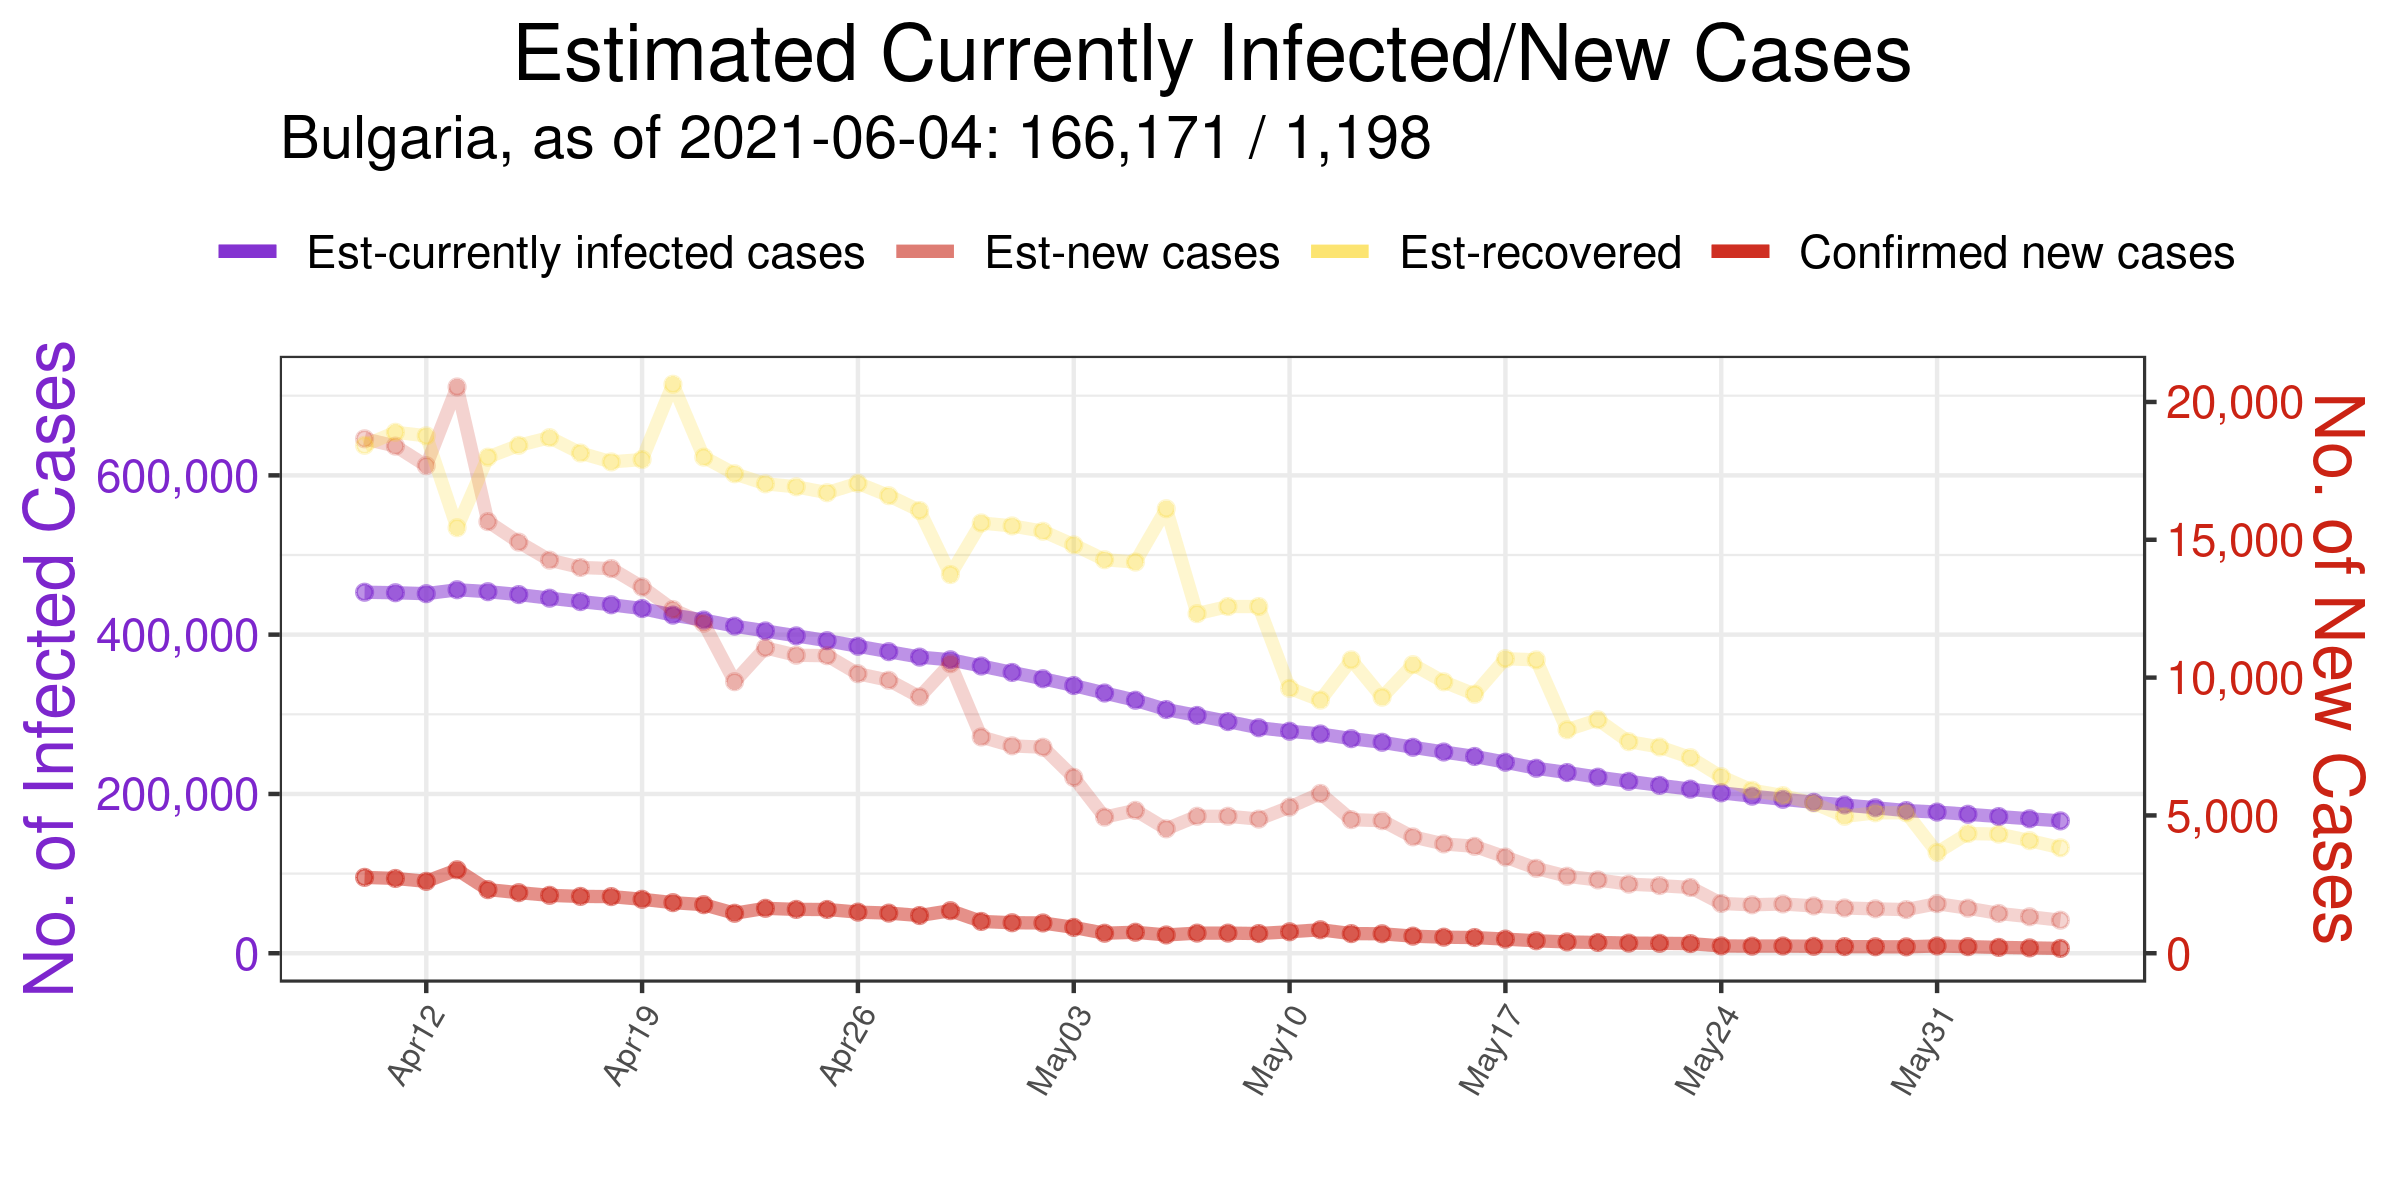 Estimated Currently Infected/New Cases
Bulgaria, as of 2021-06-04: 166,171 / 1,198
Est-currently infected cases Est-new cases Est-recovered Confirmed new cases
No. of Infected Cases
600,000
400,000
200,000
0
20,000
15,000
10,000
5,000
0
No. of New Cases
Apr12 Apr19 Apr26 May03 May10 May17 May24 May31